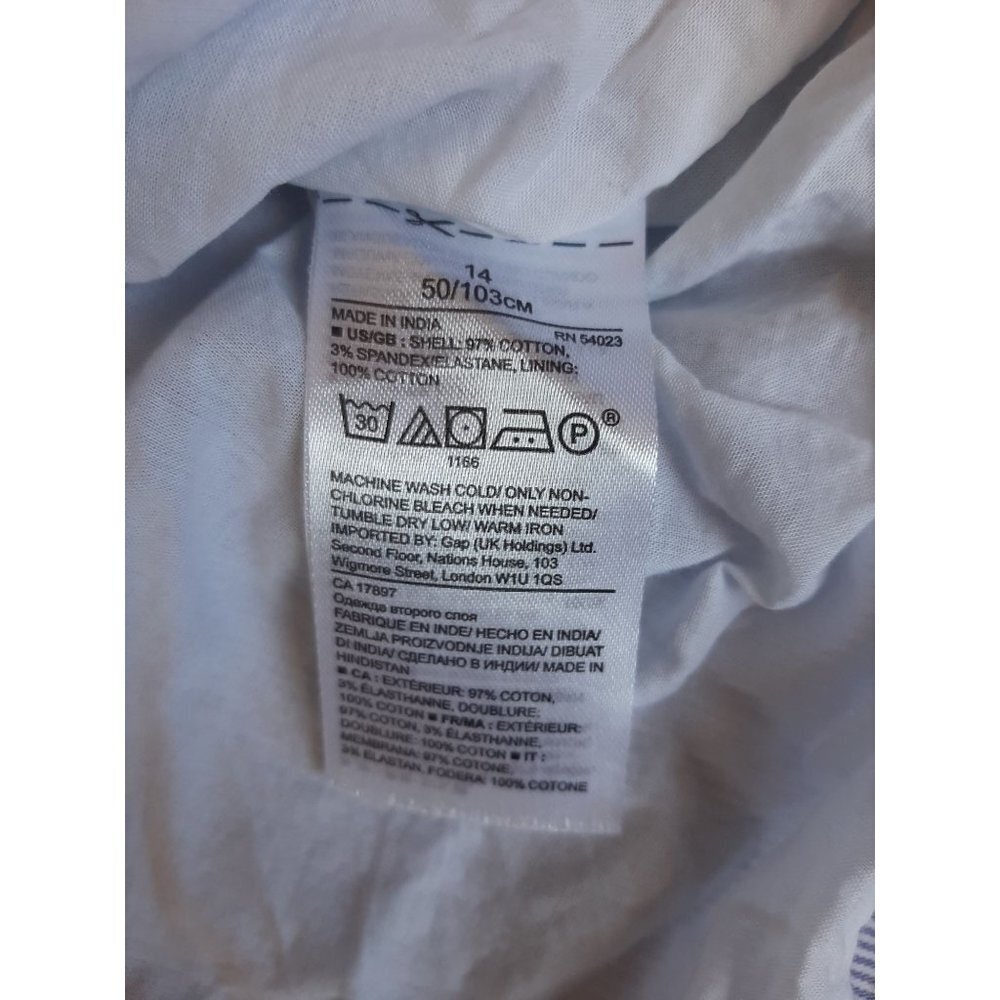 14
50/103CM
MADE IN INDIA RN 54023
■ US/GB : SHELL: 97% COTTON,
3% SPANDEX/ELASTANE, LINING:
100% COTTON
30 P ®
1166
MACHINE WASH COLD/ ONLY NON-
CHLORINE BLEACH WHEN NEEDED/
TUMBLE DRY LOW/ WARM IRON
IMPORTED BY: Gap (UK Holdings) Ltd.
Second Floor, Nations House, 103
Wigmore Street, London W1U 1QS
CA 17897
Одежда второго слоя
FABRIQUE EN INDE/ HECHO EN INDIA/
ZEMLJA PROIZVODNJE INDIJA/ DIBUAT
DI INDIA/ СДЕЛАНО В ИНДИИ/ MADE IN
HINDISTAN
■ CA : EXTÉRIEUR: 97% COTON,
3% ÉLASTHANNE, DOUBLURE:
100% COTON ■ FR/MA : EXTÉRIEUR:
97% COTON, 3% ÉLASTHANNE,
DOUBLURE: 100% COTON ■ IT :
MEMBRANA: 97% COTONE,
3% ELASTAN, FODERA: 100% COTONE